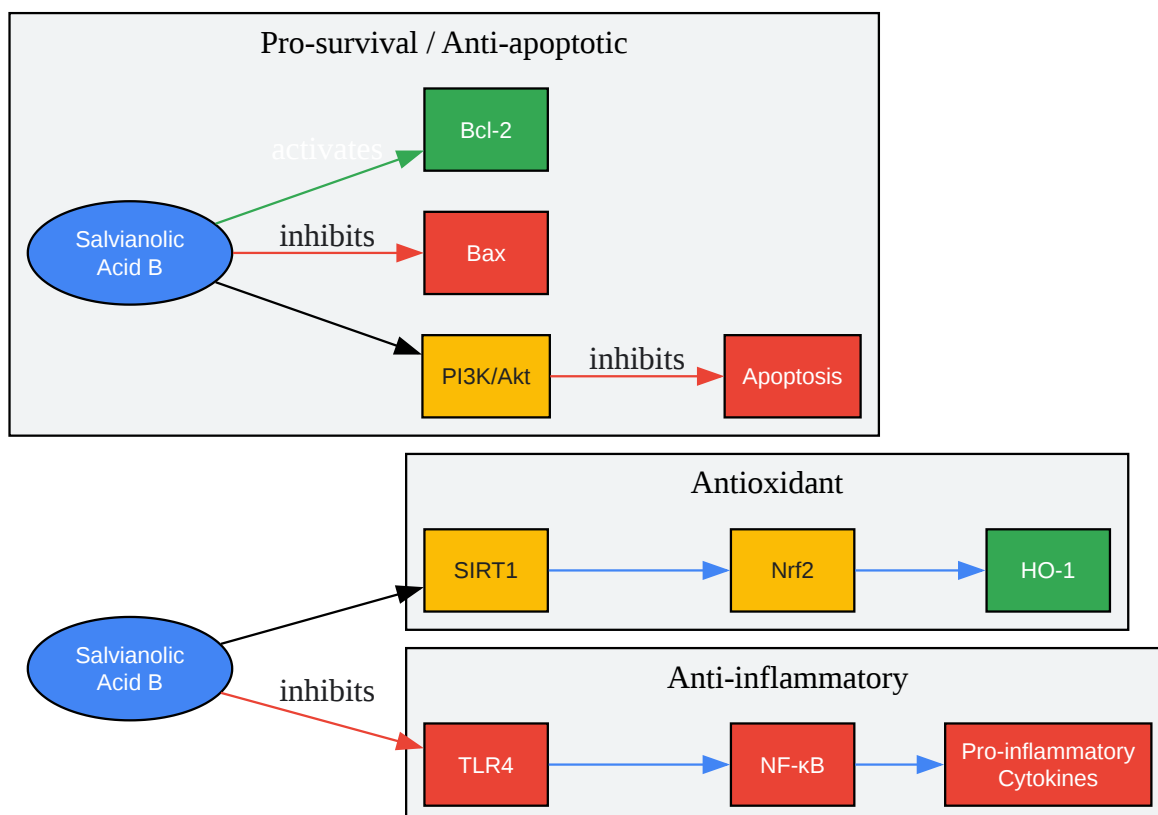 Pro-survival / Anti-apoptotic
Bcl-2
activates
Salvianolic
Acid B
inhibits
Bax
PI3K/Akt
inhibits
Apoptosis
Antioxidant
SIRT1
Nrf2
HO-1
Salvianolic
Acid B
inhibits
Anti-inflammatory
TLR4
NF-κB
Pro-inflammatory
Cytokines